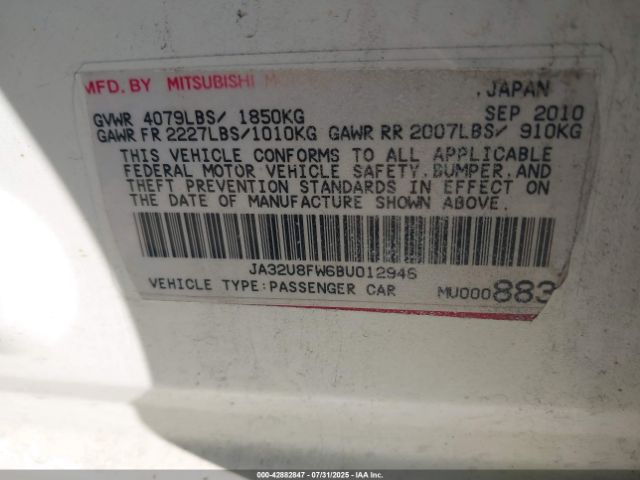 MFD. BY MITSUBISHI
JAPAN
GVWR 4079LBS/ 1850KG SEP 2010
GAWR FR 2227LBS/1010KG GAWR RR 2007LBS/ 910KG
THIS VEHICLE CONFORMS TO ALL APPLICABLE
FEDERAL MOTOR VEHICLE SAFETY, BUMPER, AND
THEFT PREVENTION STANDARDS IN EFFECT ON
THE DATE OF MANUFACTURE SHOWN ABOVE.
JA32U8FW6BU012946
VEHICLE TYPE: PASSENGER CAR MU000883
000-42882847 - 07/31/2025 - IAAI, Inc.